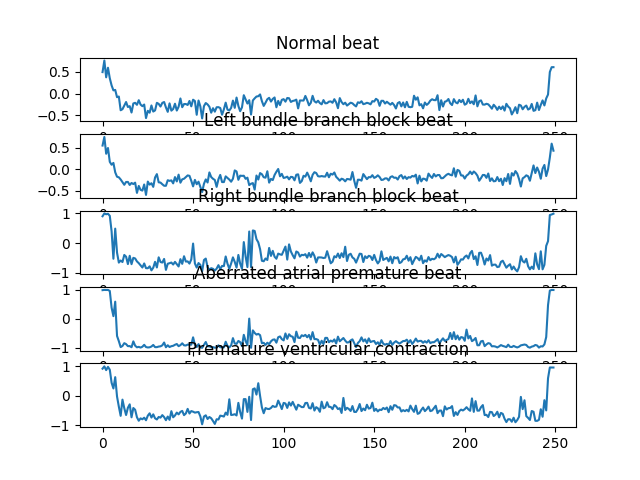 Normal beat
0.5
0.0
−0.5
Left bundle branch block beat
0.5
0.0
−0.5
Right bundle branch block beat
1
0
−1
Aberrated atrial premature beat
1
0
−1
Premature ventricular contraction
1
0
−1
0 50 100 150 200 250